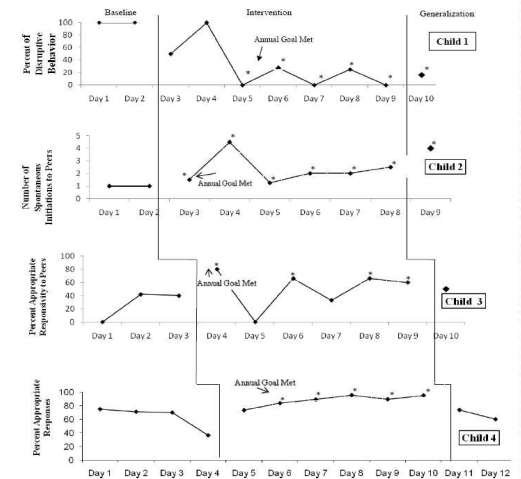 Baseline Intervention Generalization
Percent of
Disruptive
Behavior
100
80
60
40
20
0
Annual Goal Met
Child 1
* * * * * *
Day 1 Day 2 Day 3 Day 4 Day 5 Day 6 Day 7 Day 8 Day 9 Day 10
Number of
Spontaneous
Initiations to Peers
5
4
3
2
1
0
Annual Goal Met
Child 2
* * * * * * * *
Day 1 Day 2 Day 3 Day 4 Day 5 Day 6 Day 7 Day 8 Day 9
Percent Appropriate
Responsivity to Peers
100
80
60
40
20
0
Annual Goal Met
Child 3
* * * *
Day 1 Day 2 Day 3 Day 4 Day 5 Day 6 Day 7 Day 8 Day 9 Day 10
Percent Appropriate
Responses
100
80
60
40
20
0
Annual Goal Met
Child 4
* * * * *
Day 1 Day 2 Day 3 Day 4 Day 5 Day 6 Day 7 Day 8 Day 9 Day 10 Day 11 Day 12